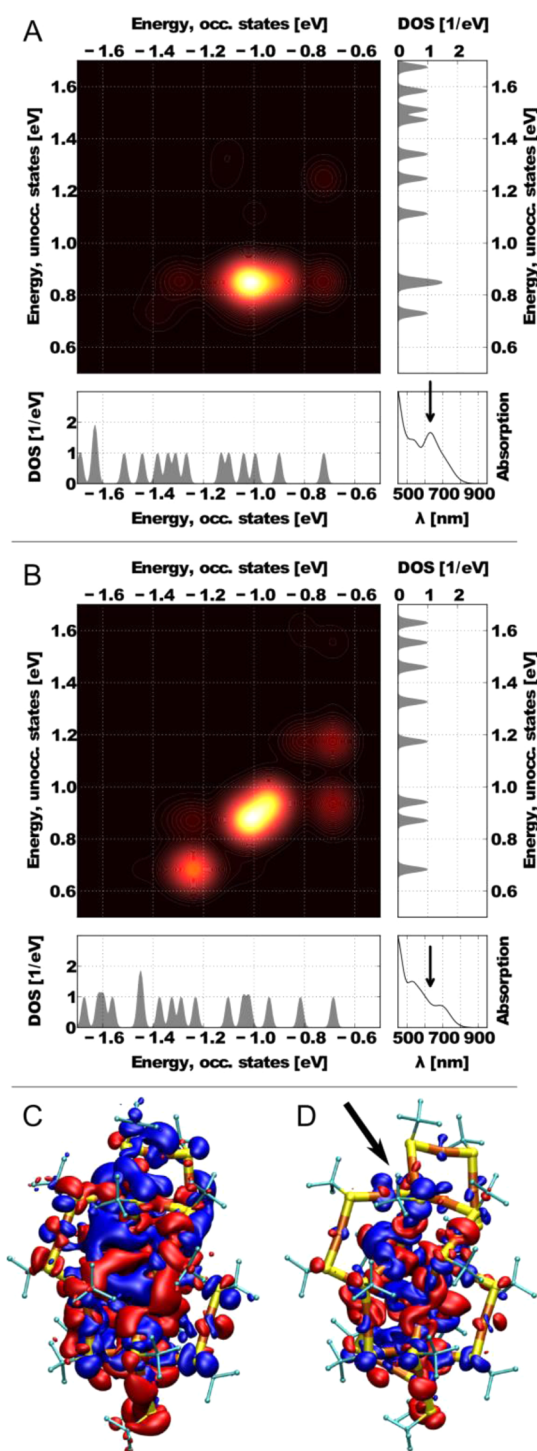 A
Energy, occ. states [eV]
DOS [1/eV]
−1.6 −1.4 −1.2 −1.0 −0.8 −0.6
0 1 2
Energy, unocc. states [eV]
1.6
1.4
1.2
1.0
0.8
0.6
1.6
1.4
1.2
1.0
0.8
0.6
Energy, unocc. states [eV]
DOS [1/eV]
2
1
0
−1.6 −1.4 −1.2 −1.0 −0.8 −0.6
Energy, occ. states [eV]
500 700 900
λ [nm]
Absorption
B
Energy, occ. states [eV]
DOS [1/eV]
−1.6 −1.4 −1.2 −1.0 −0.8 −0.6
0 1 2
Energy, unocc. states [eV]
1.6
1.4
1.2
1.0
0.8
0.6
1.6
1.4
1.2
1.0
0.8
0.6
Energy, unocc. states [eV]
DOS [1/eV]
2
1
0
−1.6 −1.4 −1.2 −1.0 −0.8 −0.6
Energy, occ. states [eV]
500 700 900
λ [nm]
Absorption
C
D